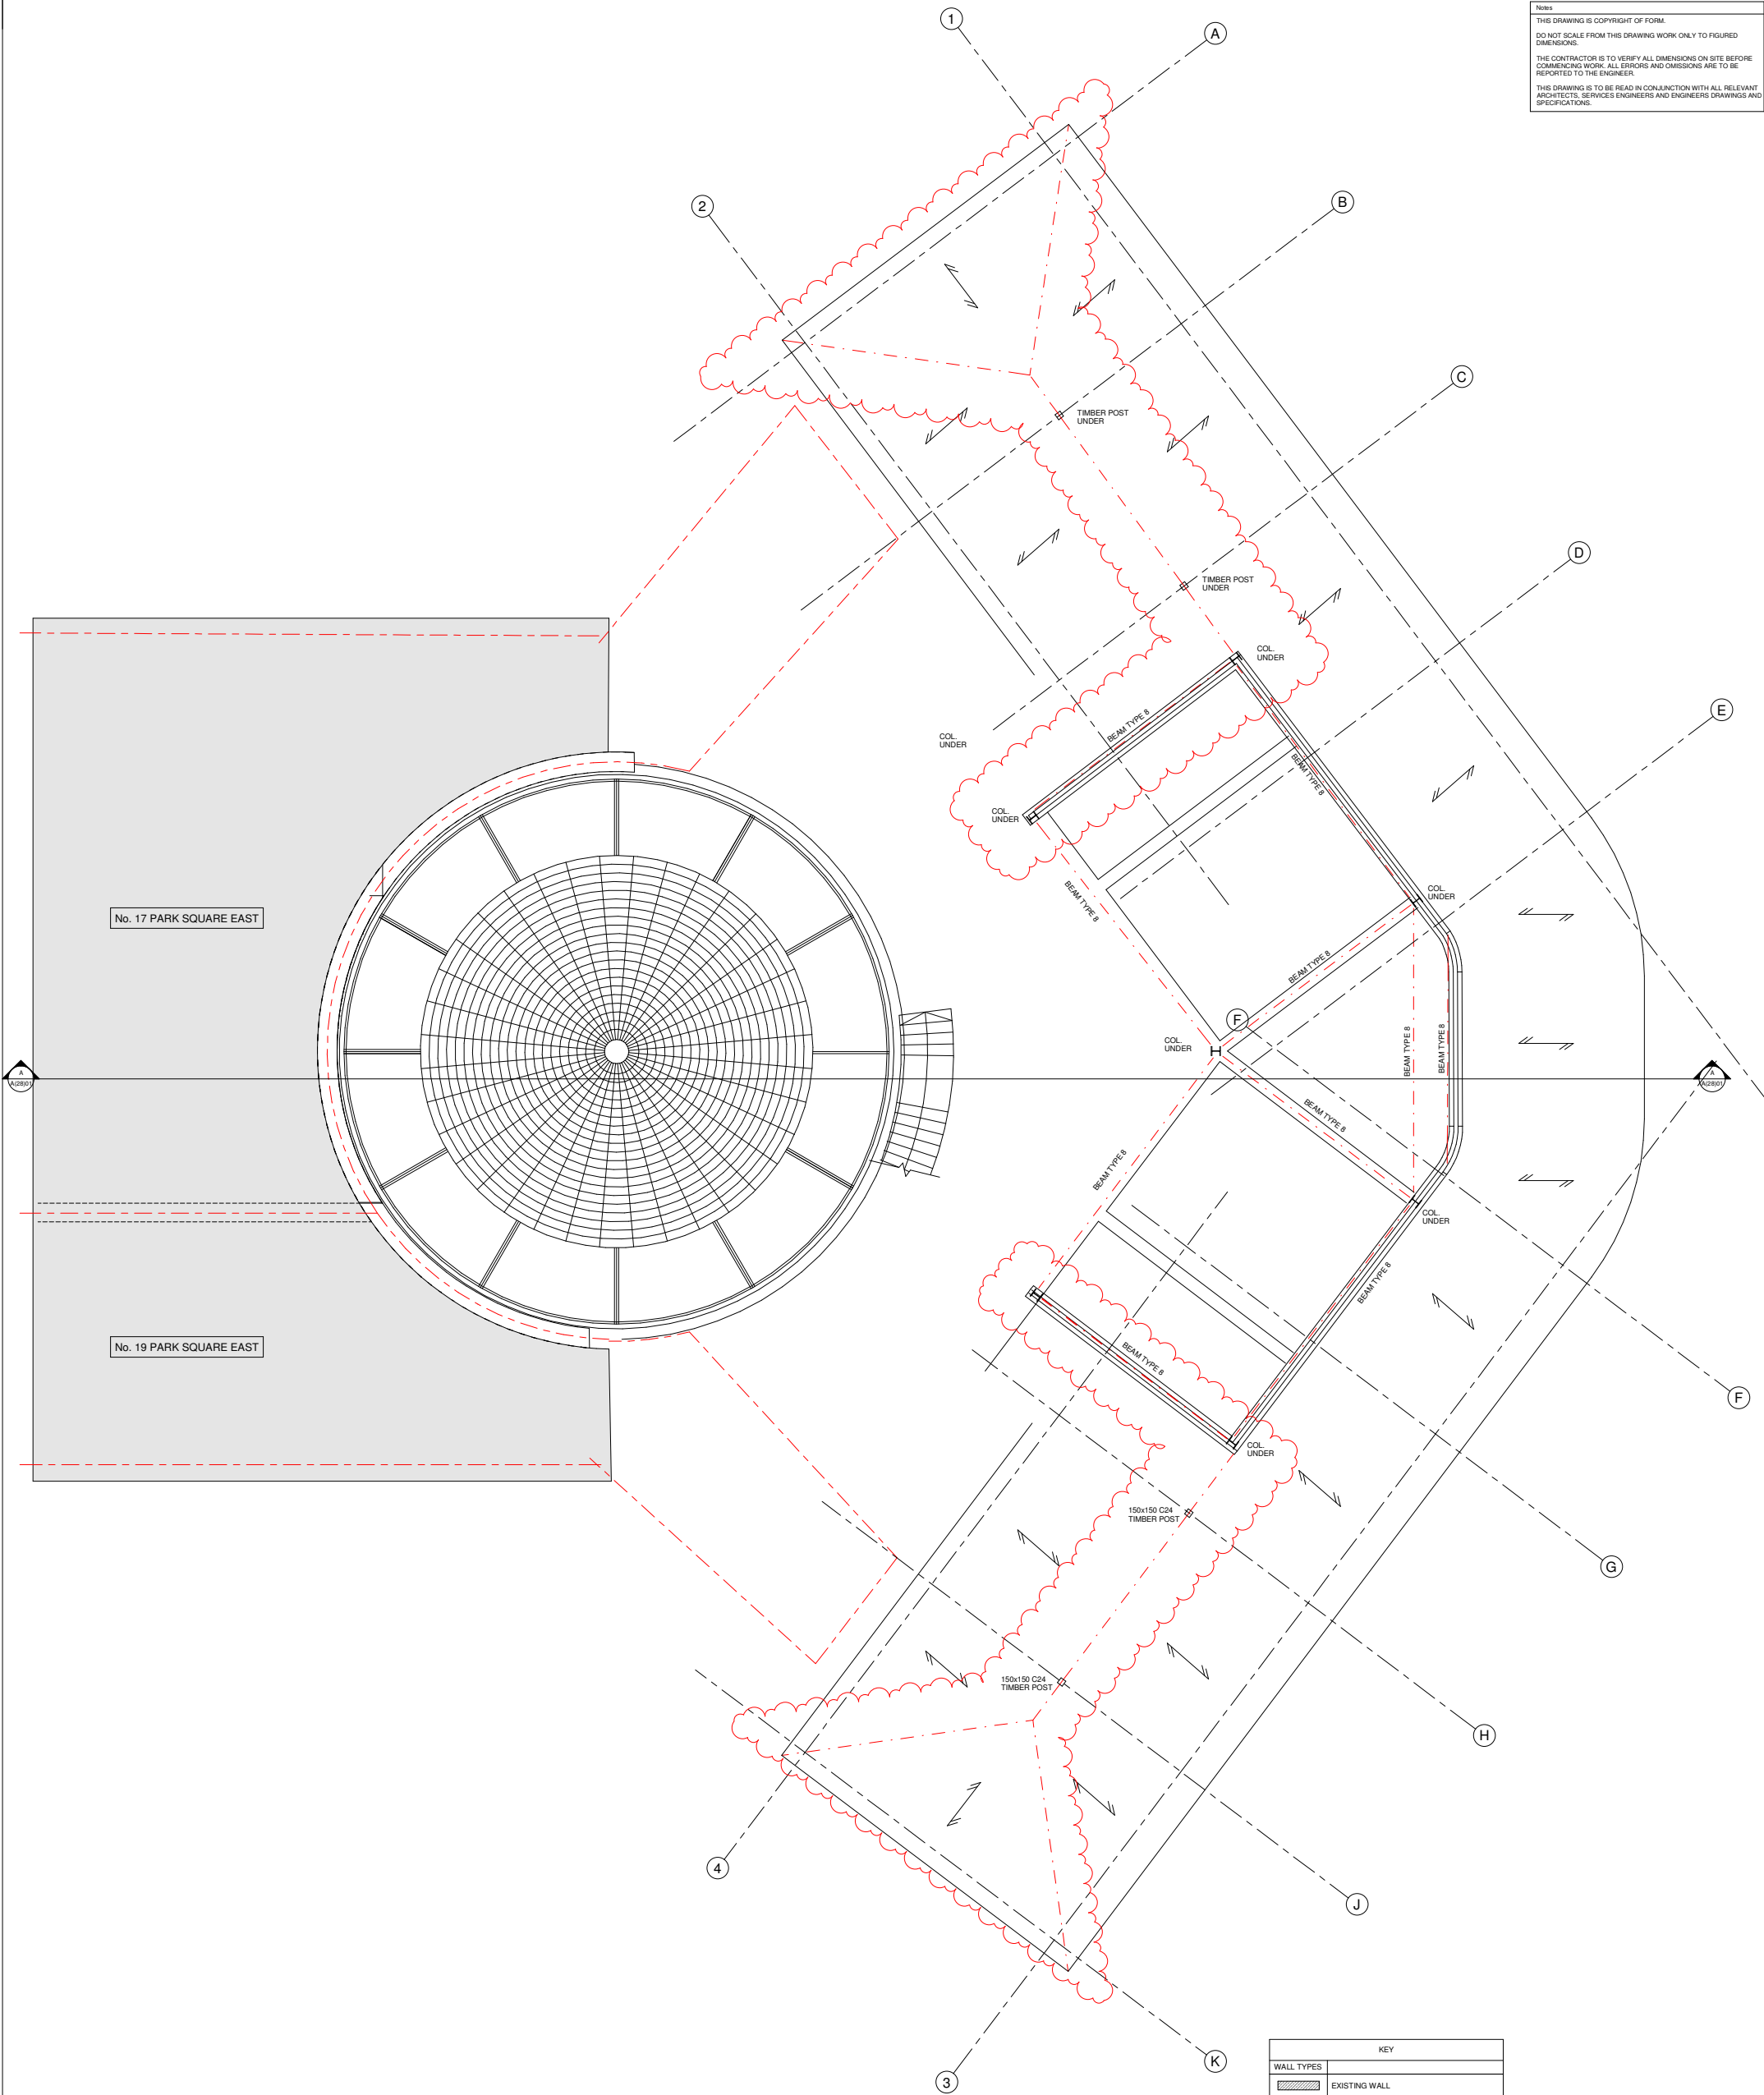 Notes
THIS DRAWING IS COPYRIGHT OF FORM.
DO NOT SCALE FROM THIS DRAWING WORK ONLY TO FIGURED
DIMENSIONS.
THE CONTRACTOR IS TO VERIFY ALL DIMENSIONS ON SITE BEFORE
COMMENCING WORK. ALL ERRORS AND OMISSIONS ARE TO BE
REPORTED TO THE ENGINEER.
THIS DRAWING IS TO BE READ IN CONJUNCTION WITH ALL RELEVANT
ARCHITECTS, SERVICES ENGINEERS AND ENGINEERS DRAWINGS AND
SPECIFICATIONS.
1
A
2
B
C
TIMBER POST
UNDER
D
TIMBER POST
UNDER
COL.
UNDER
E
BEAM TYPE 8
COL.
UNDER
BEAM TYPE 8
COL.
UNDER
COL.
UNDER
BEAM TYPE 8
No. 17 PARK SQUARE EAST
BEAM TYPE 8
F
COL.
UNDER
BEAM TYPE 8
BEAM TYPE 8
A
A(28)01
A
A(28)01
BEAM TYPE 8
BEAM TYPE 8
COL.
UNDER
BEAM TYPE 8
No. 19 PARK SQUARE EAST
BEAM TYPE 8
F
COL.
UNDER
150x150 C24
TIMBER POST
G
150x150 C24
TIMBER POST
H
4
J
K
3
KEY
WALL TYPES
EXISTING WALL